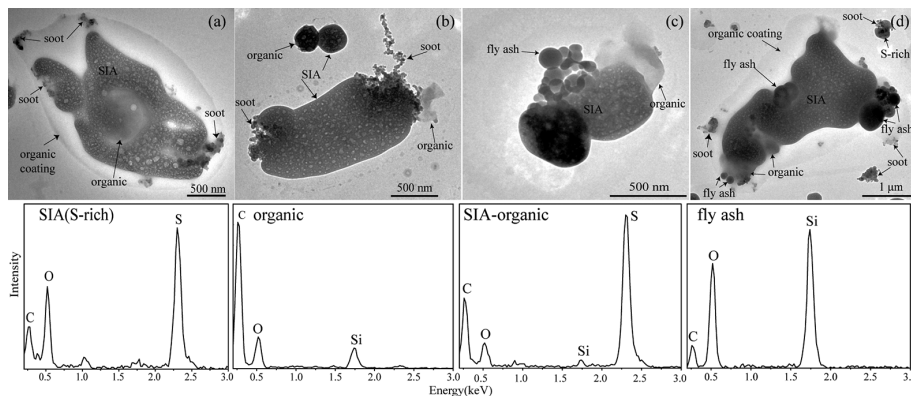 (a)
soot
SIA
soot
soot
organic
coating
organic
500 nm
(b)
organic
SIA
soot
organic
500 nm
(c)
fly ash
SIA
organic
500 nm
(d)
organic coating
soot
S-rich
fly ash
SIA
fly ash
soot
organic
soot
fly ash
1 μm
SIA(S-rich)
S
O
C
Intensity
0.5 1.0 1.5 2.0 2.5 3.0
organic
C
O
Si
0.5 1.0 1.5 2.0 2.5 3.0
SIA-organic
S
C
O
Si
0.5 1.0 1.5 2.0 2.5 3.0
fly ash
Si
O
C
0.5 1.0 1.5 2.0 2.5 3.0
Energy(keV)